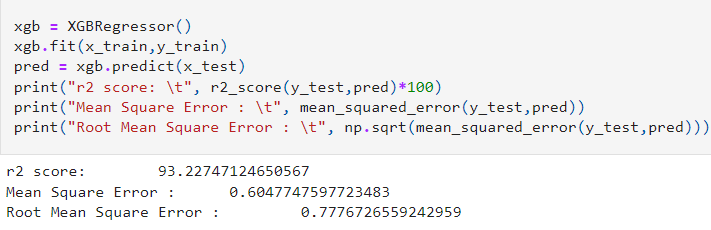 xgb = XGBRegressor()
xgb.fit(x_train,y_train)
pred = xgb.predict(x_test)
print("r2 score: \t", r2_score(y_test,pred)*100)
print("Mean Square Error : \t", mean_squared_error(y_test,pred))
print("Root Mean Square Error : \t", np.sqrt(mean_squared_error(y_test,pred)))
r2 score: 93.22747124650567
Mean Square Error : 0.6047747597723483
Root Mean Square Error : 0.7776726559242959